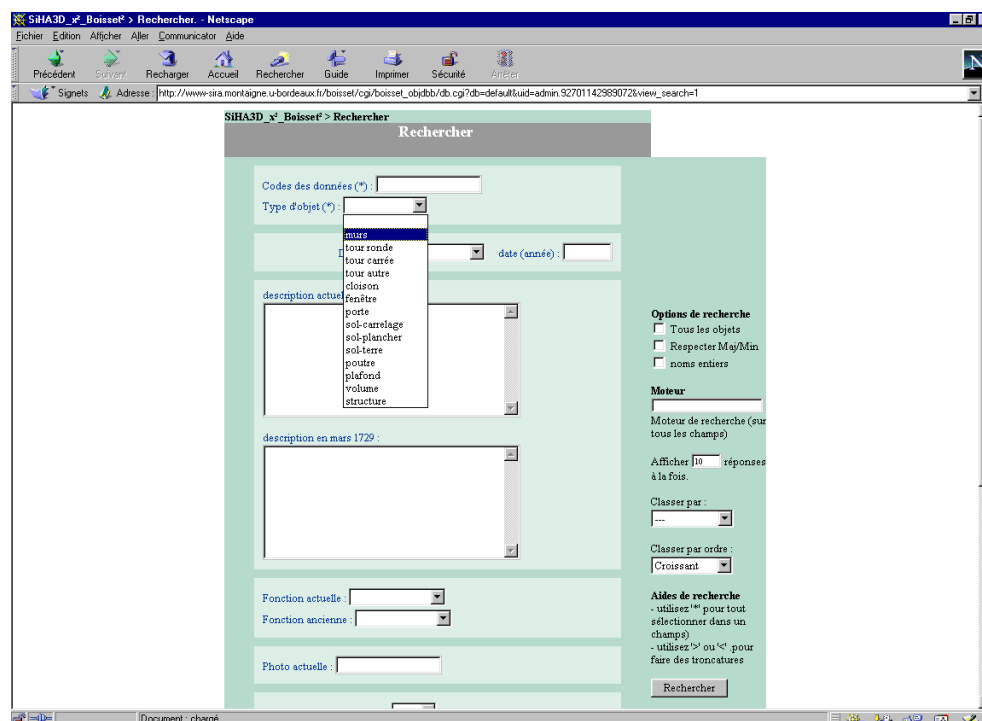 SiHA3D_x²_Boisset² > Rechercher. - Netscape
Fichier Edition Afficher Aller Communicator Aide
Précédent Suivant Recharger Accueil Rechercher Guide Imprimer Sécurité Arrêter
Signets Adresse : http://www-sira.montaigne.u-bordeaux.fr/boisset/cgi/boisset_objdbb/db.cgi?db=default&uid=admin.92701142989072&view_search=1
SiHA3D_x²_Boisset² > Rechercher
Rechercher
Codes des données (*) :
Type d'objet (*) :
murs
tour ronde
tour carrée
tour autre
cloison
fenêtre
porte
sol-carrelage
sol-plancher
sol-terre
poutre
plafond
volume
structure
date (année) :
description actuel
description en mars 1729 :
Fonction actuelle :
Fonction ancienne :
Photo actuelle :
Options de recherche
Tous les objets
Respecter Maj/Min
noms entiers
Moteur
Moteur de recherche (sur
tous les champs)
Afficher 10 réponses
à la fois.
Classer par :
---
Classer par ordre :
Croissant
Aides de recherche
- utilisez '*' pour tout
sélectionner dans un
champs)
- utilisez '>' ou '<' .pour
faire des troncatures
Rechercher
Document : chargé